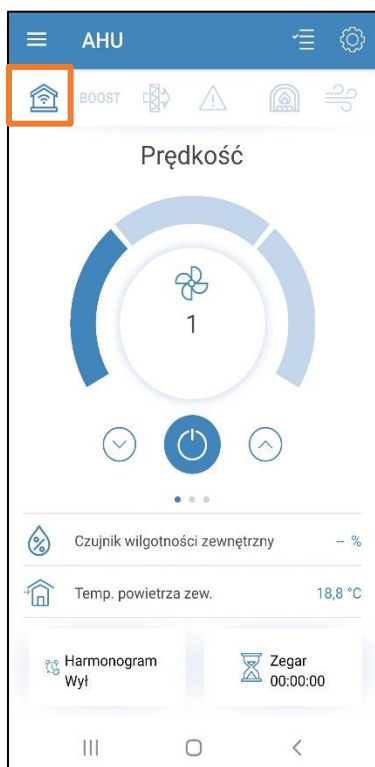 AHU
BOOST
Prędkość
1
Czujnik wilgotności zewnętrzny -- %
Temp. powietrza zew. 18,8 °C
Harmonogram
Wył
Zegar
00:00:00